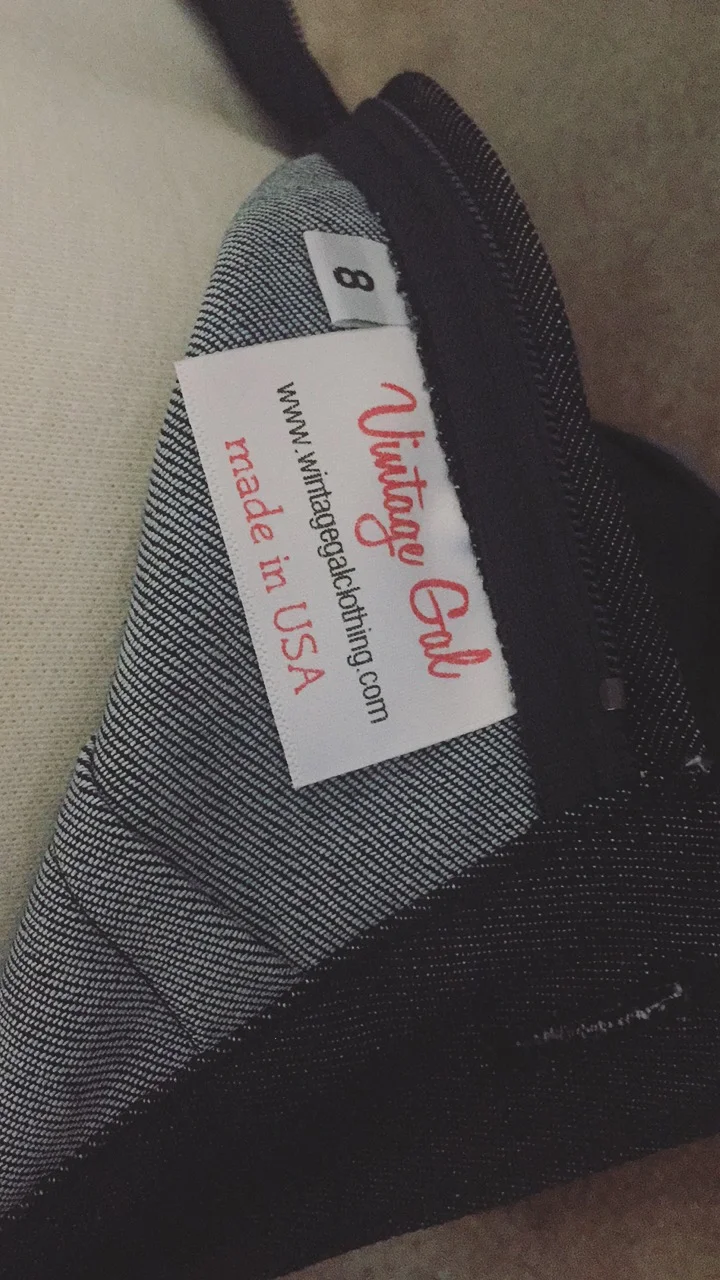 8
Vintage Gal
www.vintagegalclothing.com
made in USA